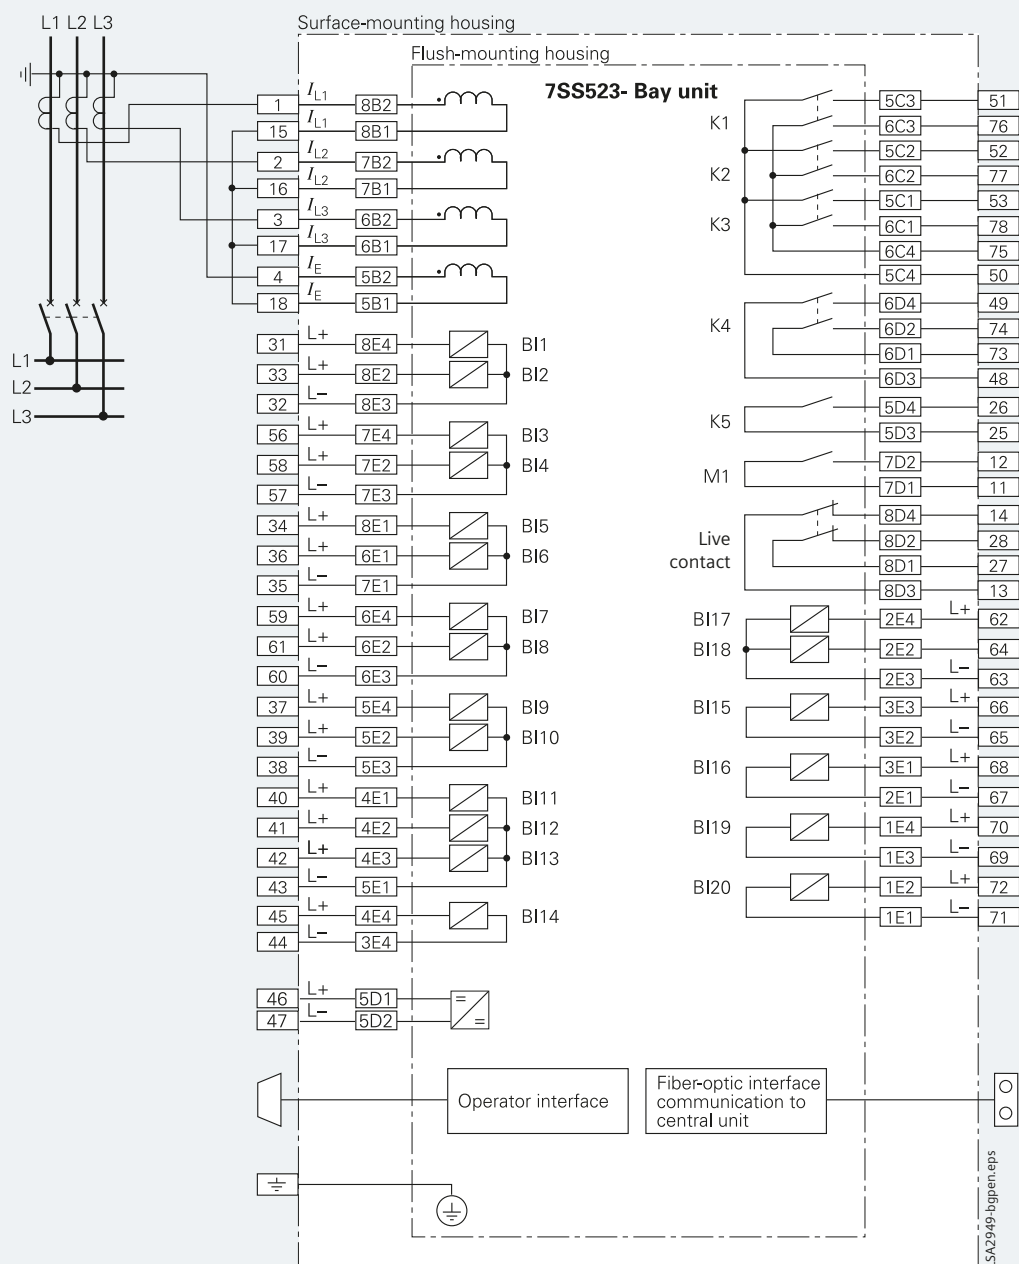 L1 L2 L3
Surface-mounting housing
Flush-mounting housing
7SS523- Bay unit
1 IL1 8B2
15 IL1 8B1
2 IL2 7B2
16 IL2 7B1
3 IL3 6B2
17 IL3 6B1
4 IE 5B2
18 IE 5B1
L1
L2
L3
31 L+ 8E4 BI1
33 L+ 8E2 BI2
32 L– 8E3
56 L+ 7E4 BI3
58 L+ 7E2 BI4
57 L– 7E3
34 L+ 8E1 BI5
36 L+ 6E1 BI6
35 L– 7E1
59 L+ 6E4 BI7
61 L+ 6E2 BI8
60 L– 6E3
37 L+ 5E4 BI9
39 L+ 5E2 BI10
38 L– 5E3
40 L+ 4E1 BI11
41 L+ 4E2 BI12
42 L+ 4E3 BI13
43 L– 5E1
45 L+ 4E4 BI14
44 L– 3E4
46 L+ 5D1 = =
47 L– 5D2
K1 5C3 51
6C3 76
K2 5C2 52
6C2 77
K3 5C1 53
6C1 78
6C4 75
5C4 50
K4 6D4 49
6D2 74
6D1 73
6D3 48
K5 5D4 26
5D3 25
M1 7D2 12
7D1 11
Live
contact
8D4 14
8D2 28
8D1 27
8D3 13
BI17 2E4 L+ 62
BI18 2E2 64
2E3 L– 63
BI15 3E3 L+ 66
3E2 L– 65
BI16 3E1 L+ 68
2E1 L– 67
BI19 1E4 L+ 70
1E3 L– 69
BI20 1E2 L+ 72
1E1 L– 71
Operator interface
Fiber-optic interface
communication to
central unit
LSA2949-bgpen.eps